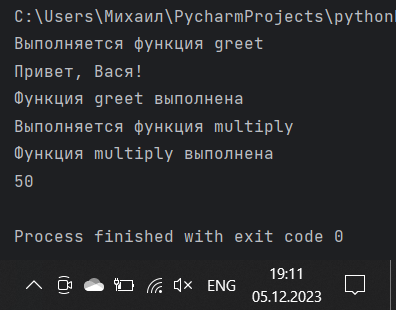 C:\Users\Михаил\PycharmProjects\python
Выполняется функция greet
Привет, Вася!
Функция greet выполнена
Выполняется функция multiply
Функция multiply выполнена
50
Process finished with exit code 0
ENG
19:11
05.12.2023